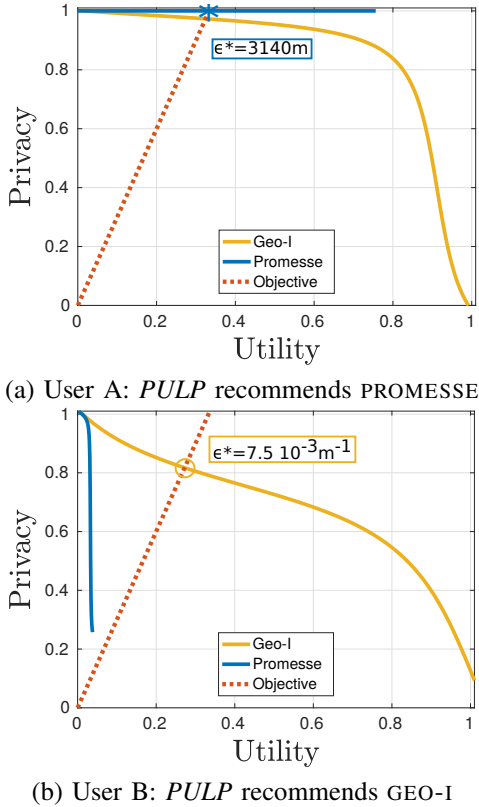 1
0.8
0.6
0.4
0.2
0
Privacy
ϵ*=3140m
Geo-I
Promesse
Objective
0 0.2 0.4 0.6 0.8 1
Utility
(a) User A: PULP recommends PROMESSE
1
0.8
0.6
0.4
0.2
0
Privacy
ϵ*=7.5 10⁻³m⁻¹
Geo-I
Promesse
Objective
0 0.2 0.4 0.6 0.8 1
Utility
(b) User B: PULP recommends GEO-I